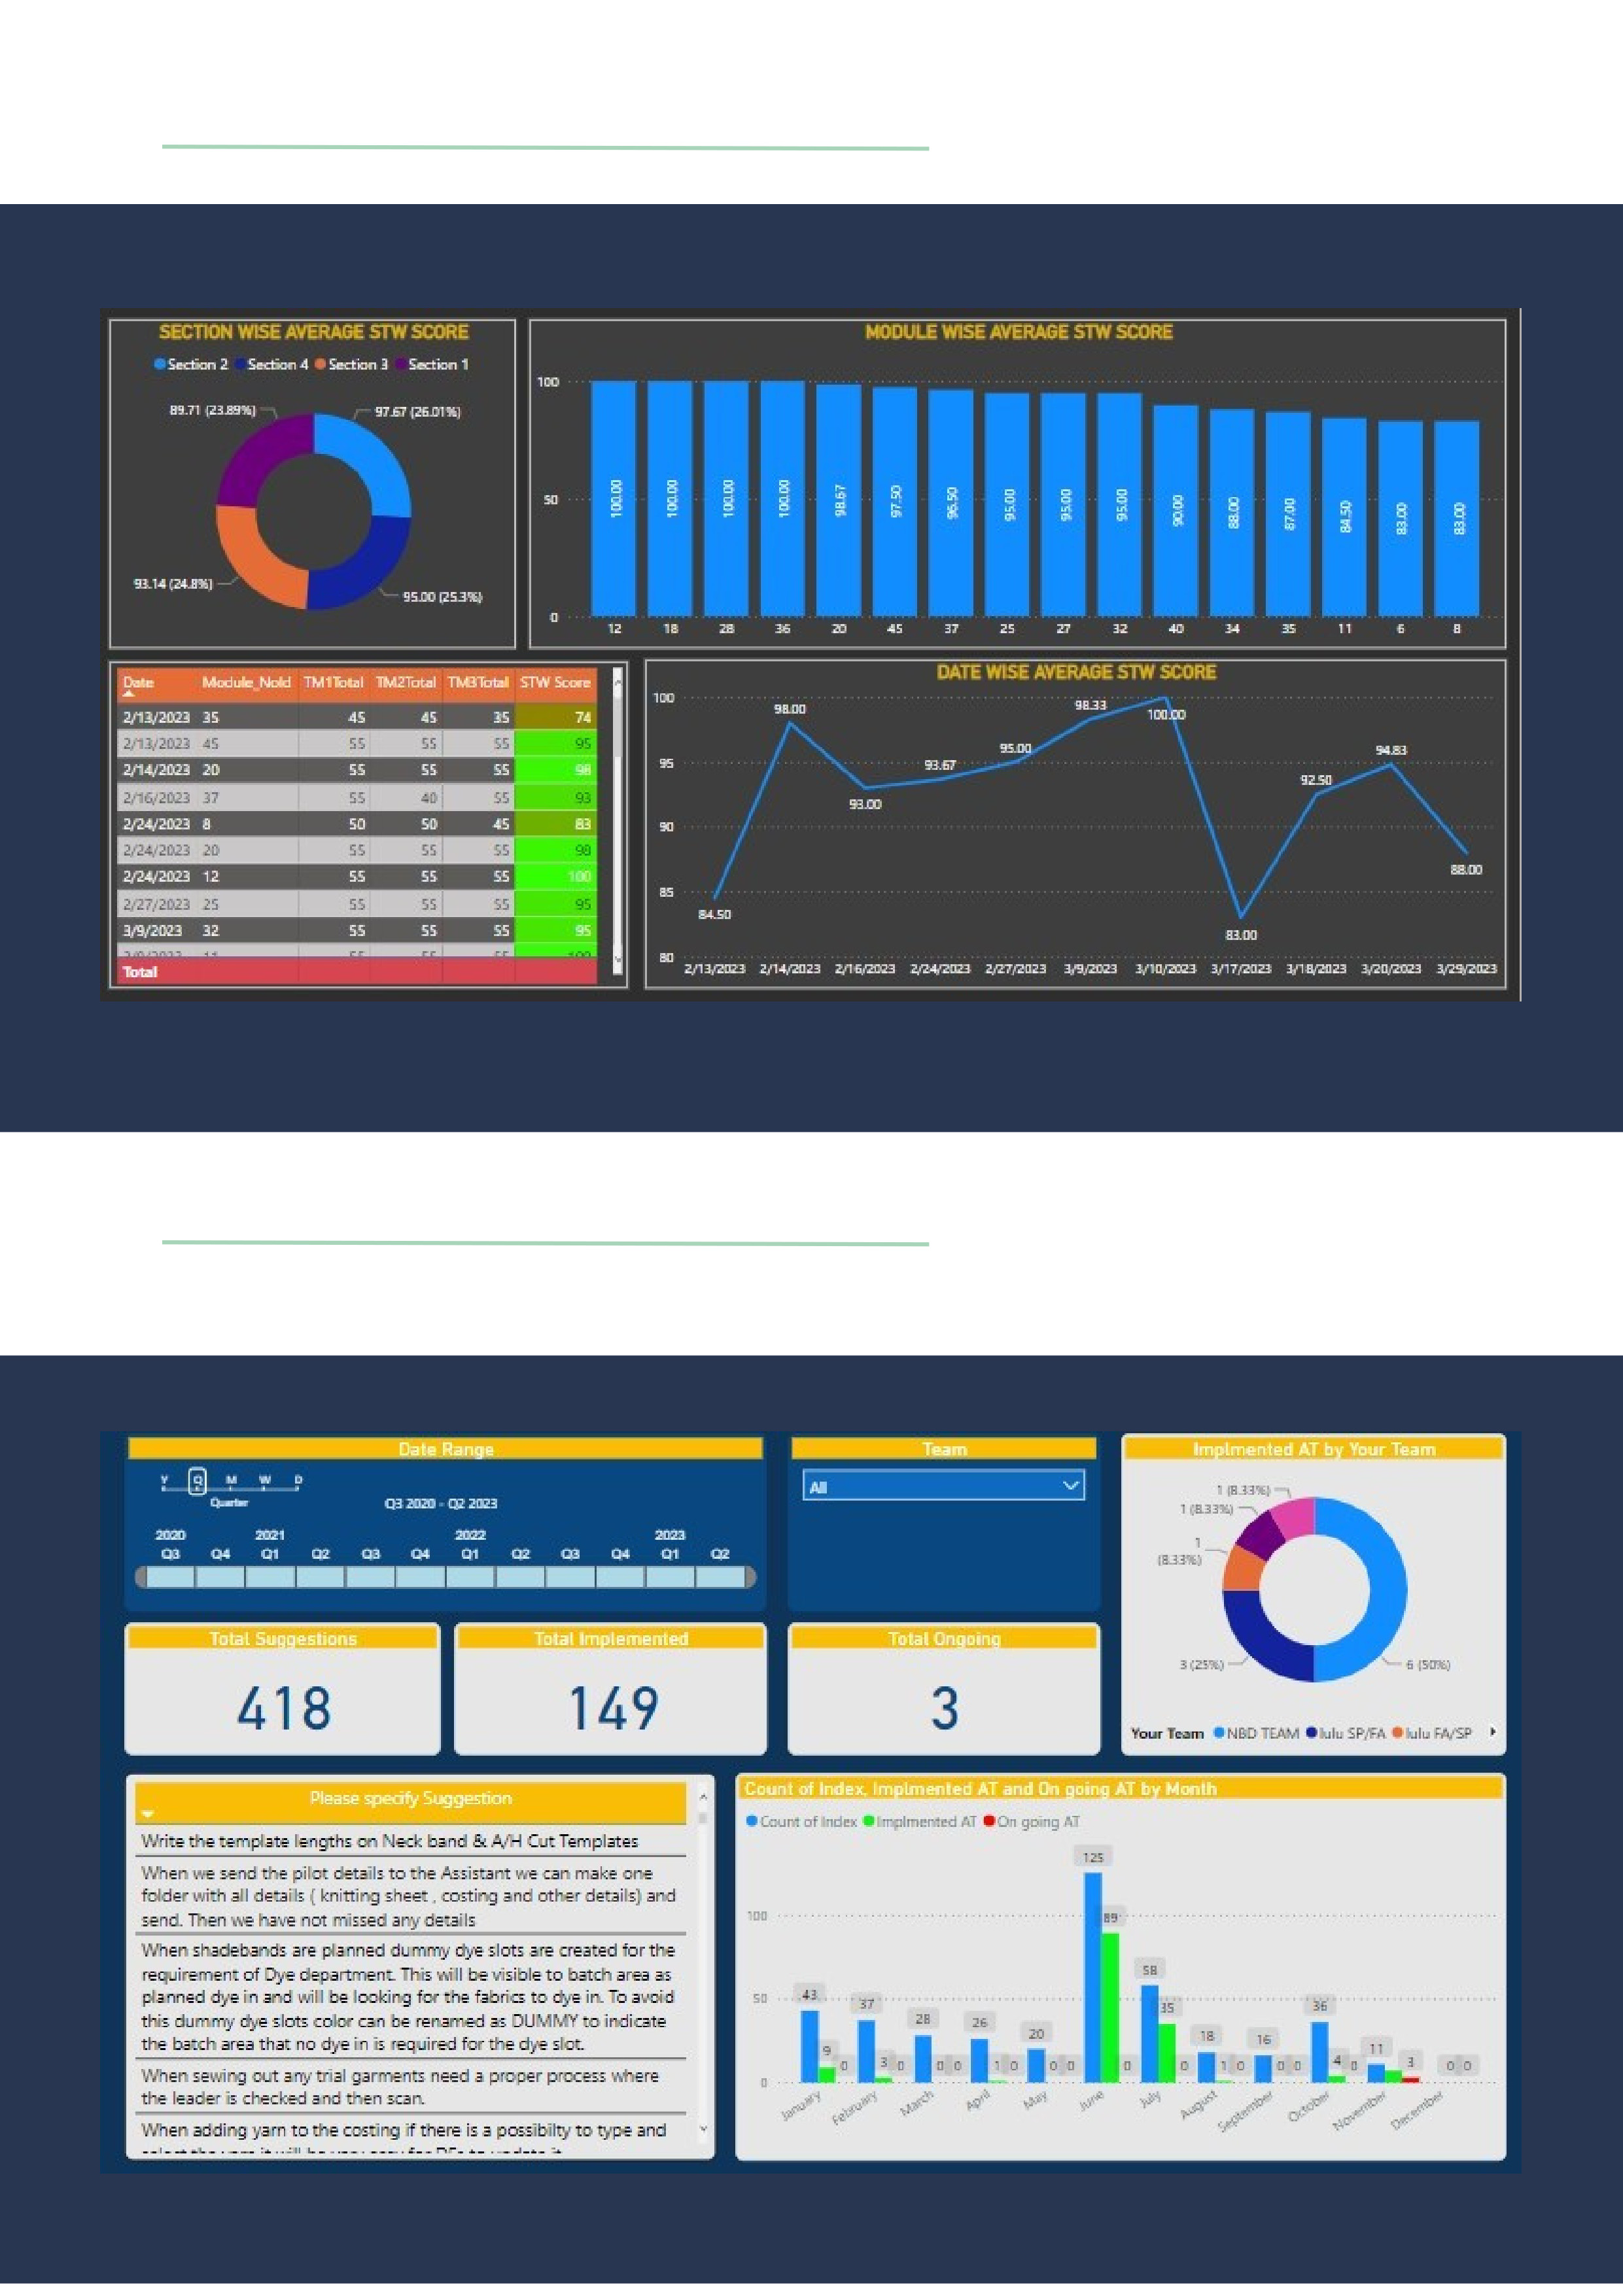 SECTION WISE AVERAGE STW SCORE
Section 2 Section 4 Section 3 Section 1
89.71 (23.89%)
97.67 (26.01%)
93.14 (24.8%)
95.00 (25.3%)
MODULE WISE AVERAGE STW SCORE
100
50
0
100.00 100.00 100.00 100.00 98.67 97.50 96.50 95.00 95.00 95.00 90.00 88.00 87.00 84.50 83.00 83.00
12 18 28 36 20 45 37 25 27 32 40 34 35 11 6 8
Date Module_NoId TM1Total TM2Total TM3Total STW Score
2/13/2023 35 45 45 35 74
2/13/2023 45 55 55 55 95
2/14/2023 20 55 55 55 98
2/16/2023 37 55 40 55 93
2/24/2023 8 50 50 45 83
2/24/2023 20 55 55 55 98
2/24/2023 12 55 55 55 100
2/27/2023 25 55 55 55 95
3/9/2023 32 55 55 55 95
Total
DATE WISE AVERAGE STW SCORE
100
95
90
85
80
84.50
98.00
93.00
93.67
95.00
98.33
100.00
83.00
92.50
94.83
88.00
2/13/2023 2/14/2023 2/16/2023 2/24/2023 2/27/2023 3/9/2023 3/10/2023 3/17/2023 3/18/2023 3/20/2023 3/29/2023
Date Range
Y Q M W D
Quarter
Q3 2020 - Q2 2023
2020 2021 2022 2023
Q3 Q4 Q1 Q2 Q3 Q4 Q1 Q2 Q3 Q4 Q1 Q2
Team
All
Implmented AT by Your Team
1 (8.33%)
1 (8.33%)
1
(8.33%)
3 (25%)
6 (50%)
Your Team NBD TEAM lulu SP/FA lulu FA/SP
Total Suggestions
418
Total Implemented
149
Total Ongoing
3
Please specify Suggestion
Write the template lengths on Neck band & A/H Cut Templates
When we send the pilot details to the Assistant we can make one
folder with all details ( knitting sheet , costing and other details) and
send. Then we have not missed any details
When shadebands are planned dummy dye slots are created for the
requirement of Dye department. This will be visible to batch area as
planned dye in and will be looking for the fabrics to dye in. To avoid
this dummy dye slots color can be renamed as DUMMY to indicate
the batch area that no dye in is required for the dye slot.
When sewing out any trial garments need a proper process where
the leader is checked and then scan.
When adding yarn to the costing if there is a possibilty to type and
Count of Index, Implmented AT and On going AT by Month
Count of Index Implmented AT On going AT
100
50
0
43 9 0
37 3 0
28 0 0
26 1 0
20 0 0
125 89 0
58 35 0
18 1 0
16 0 0
36 4 0
11 3
0 0
January February March April May June July August September October November December